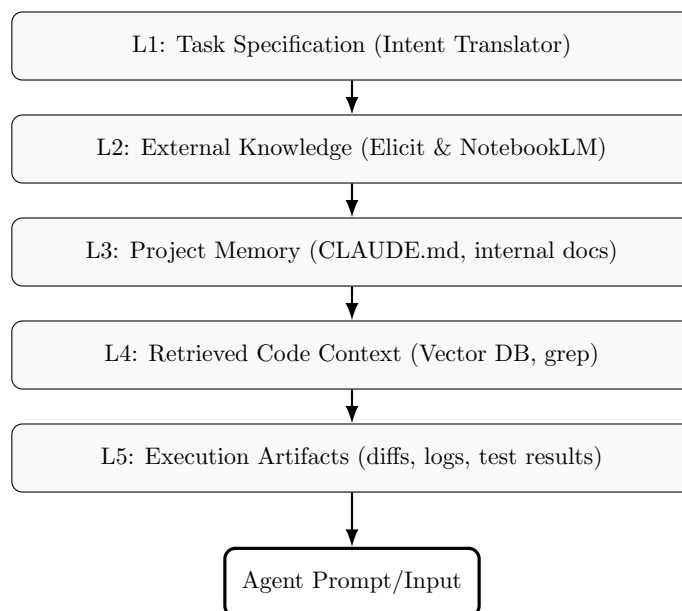 L1: Task Specification (Intent Translator)
L2: External Knowledge (Elicit & NotebookLM)
L3: Project Memory (CLAUDE.md, internal docs)
L4: Retrieved Code Context (Vector DB, grep)
L5: Execution Artifacts (diffs, logs, test results)
Agent Prompt/Input